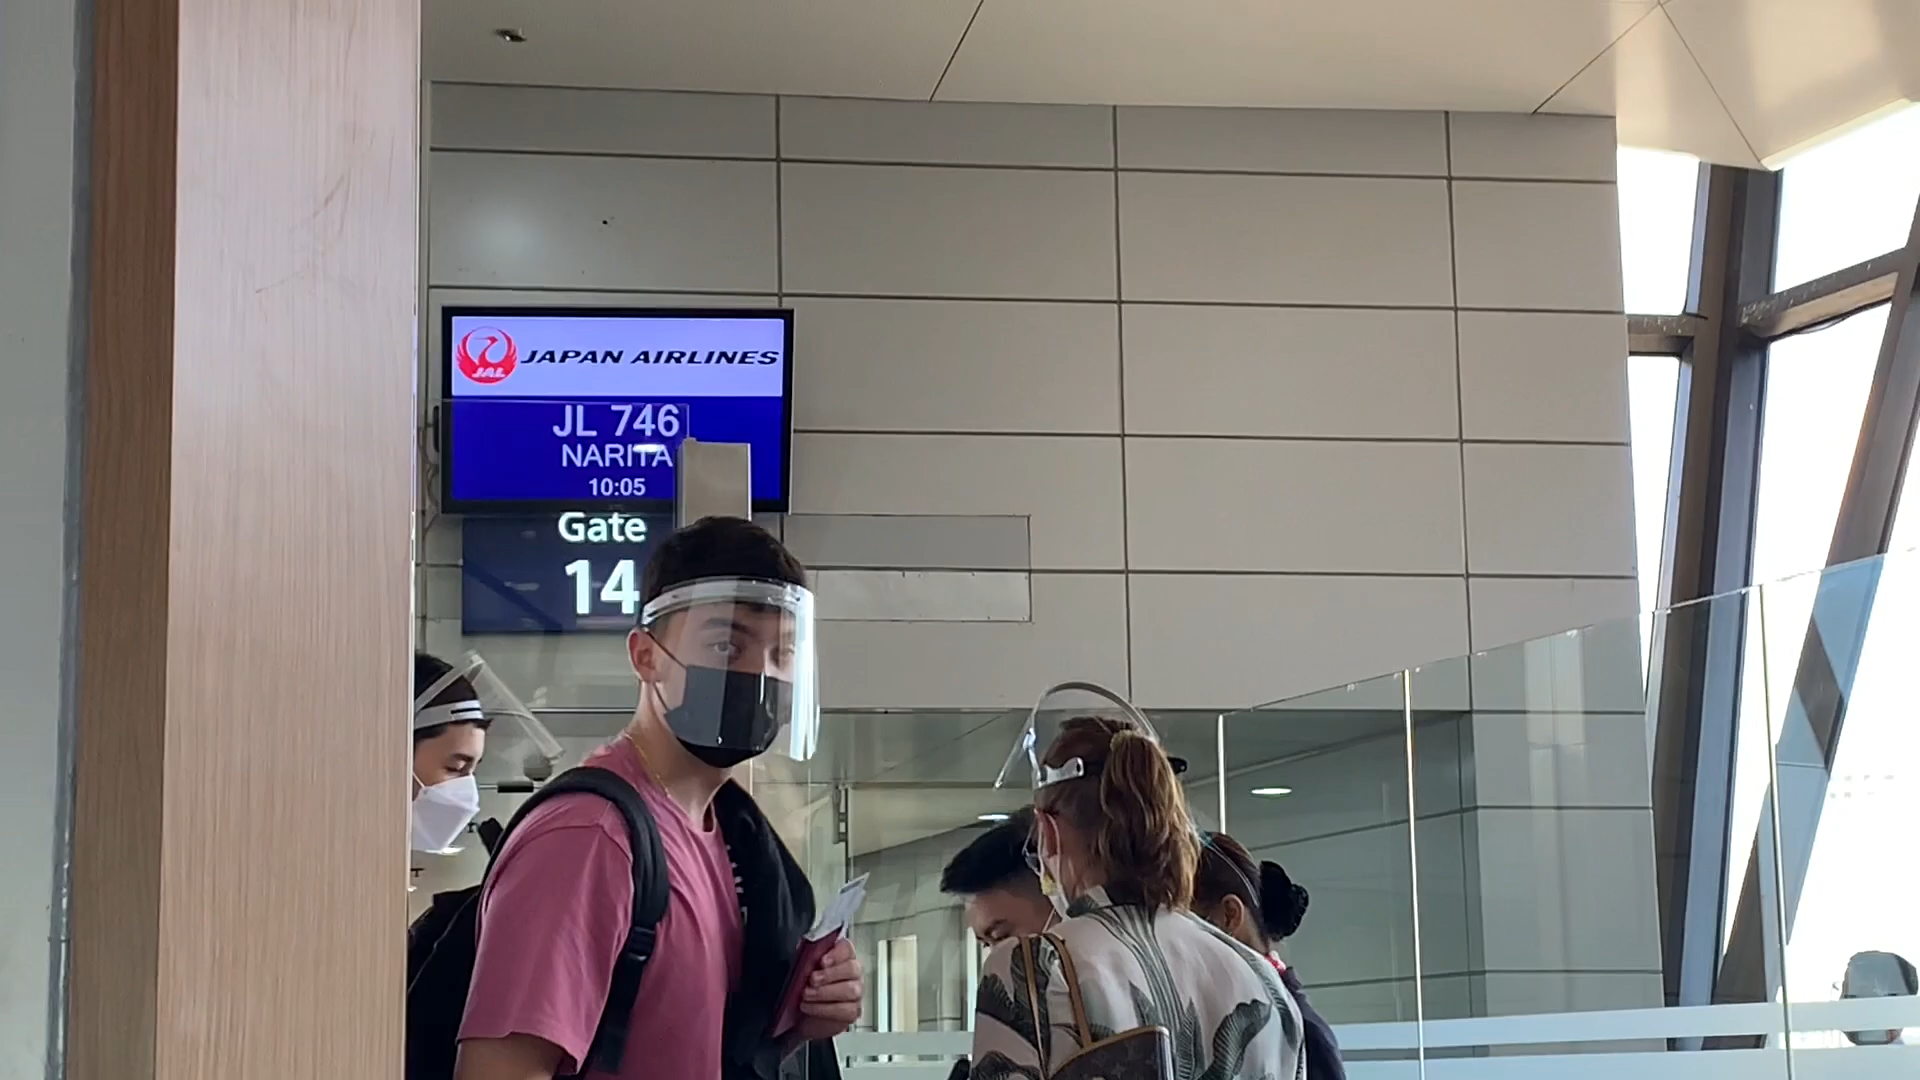 JAL JAPAN AIRLINES
JL 746
NARITA
10:05
Gate
14